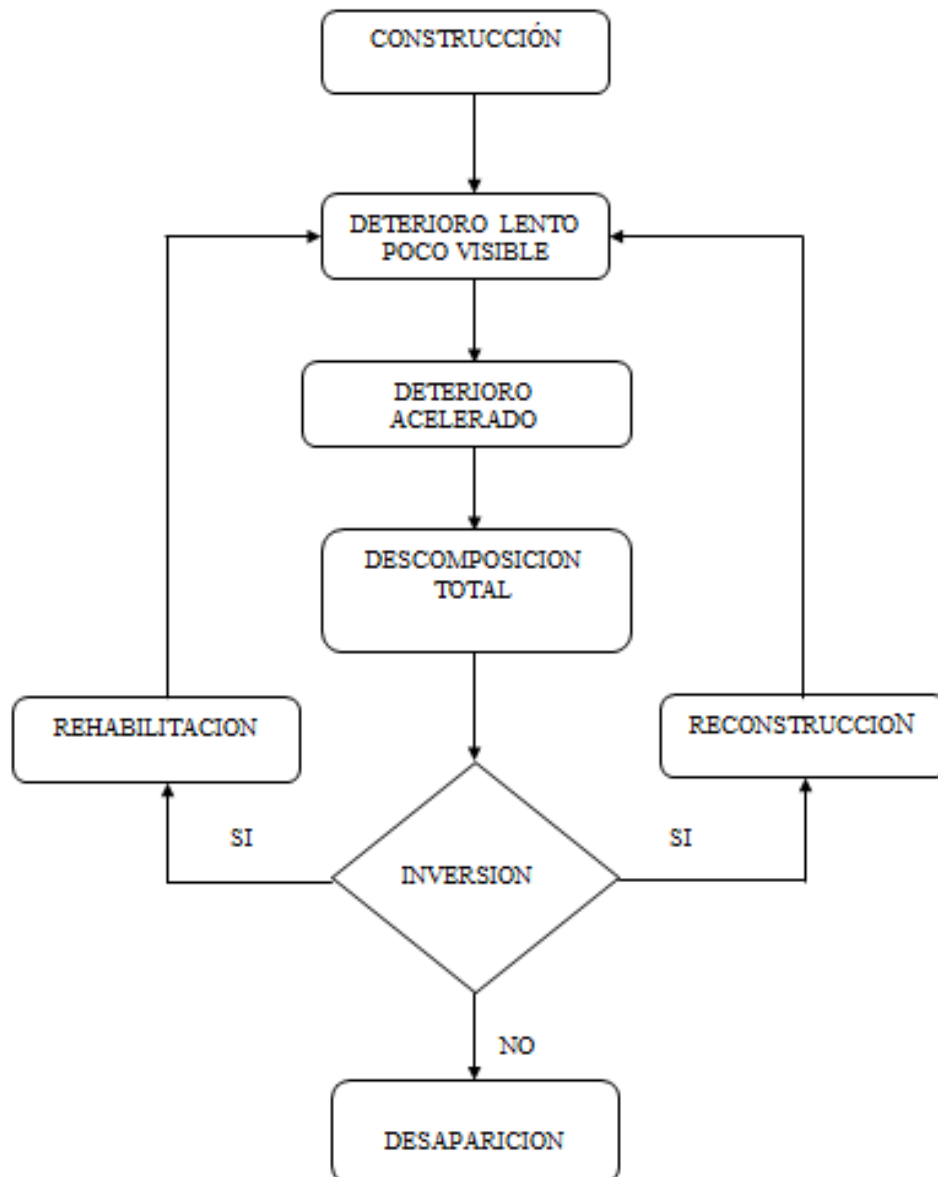 CONSTRUCCIÓN
DETERIORO LENTO
POCO VISIBLE
DETERIORO
ACELERADO
DESCOMPOSICION
TOTAL
REHABILITACION
RECONSTRUCCION
SI
SI
INVERSION
NO
DESAPARICION